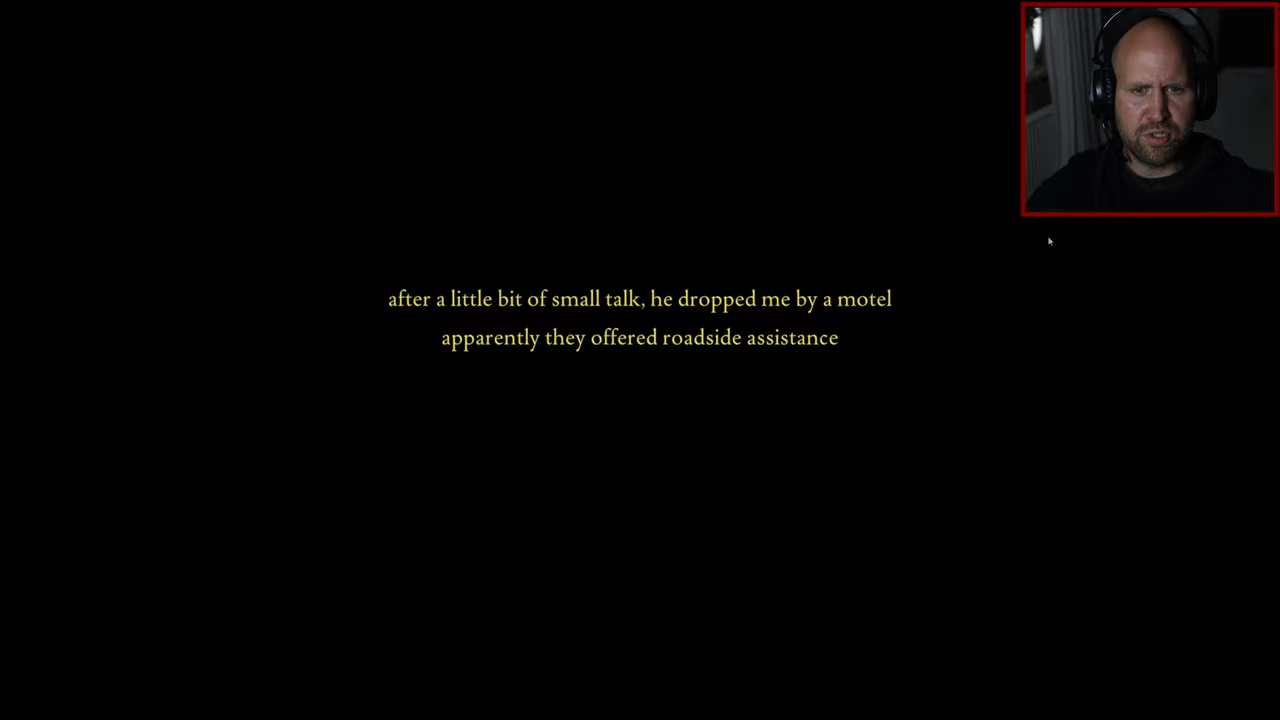 after a little bit of small talk, he dropped me by a motel
apparently they offered roadside assistance